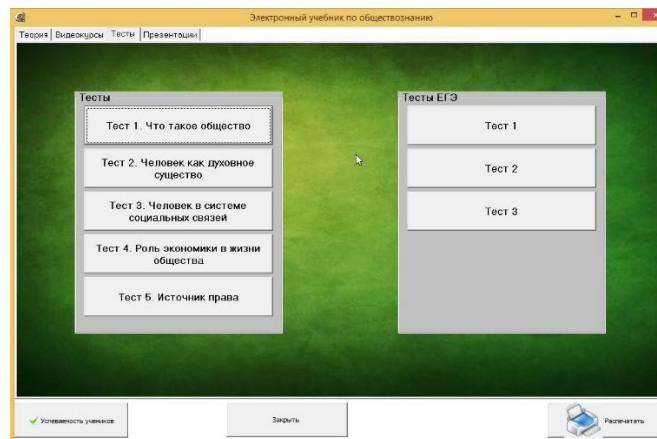 Электронный учебник по обществознанию
Теория Видеокурсы Тесты Презентации
Тесты
Тест 1. Что такое общество
Тест 2. Человек как духовное
существо
Тест 3. Человек в системе
социальных связей
Тест 4. Роль экономики в жизни
общества
Тест 5. Источник права
Тесты ЕГЭ
Тест 1
Тест 2
Тест 3
Успеваемость учеников
Закрыть
Распечатать